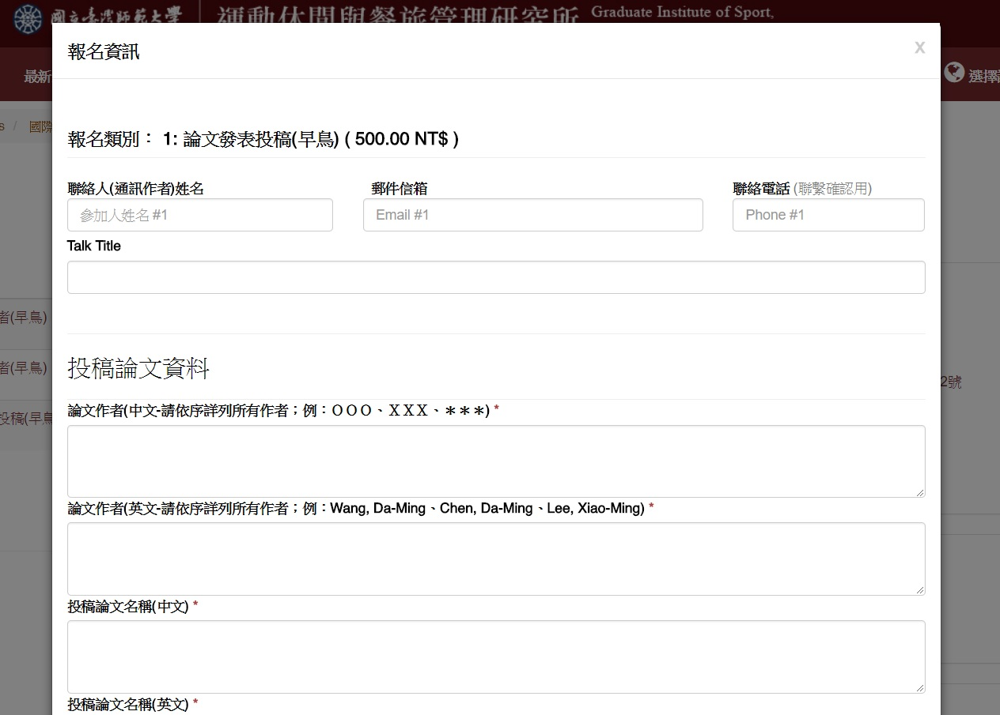 國立臺灣師範大學
運動休閒與餐旅管理研究所 Graduate Institute of Sport,
報名資訊
X
最新
選擇
s / 國際
報名類別： 1: 論文發表投稿(早鳥) ( 500.00 NT$ )
聯絡人(通訊作者)姓名 郵件信箱 聯絡電話 (聯繫確認用)
參加人姓名 #1 Email #1 Phone #1
Talk Title
者(早鳥)
投稿論文資料
者(早鳥)
2號
論文作者(中文-請依序詳列所有作者；例：ＯＯＯ、ＸＸＸ、＊＊＊) *
投稿(早鳥
論文作者(英文-請依序詳列所有作者；例：Wang, Da-Ming、Chen, Da-Ming、Lee, Xiao-Ming) *
投稿論文名稱(中文) *
投稿論文名稱(英文) *